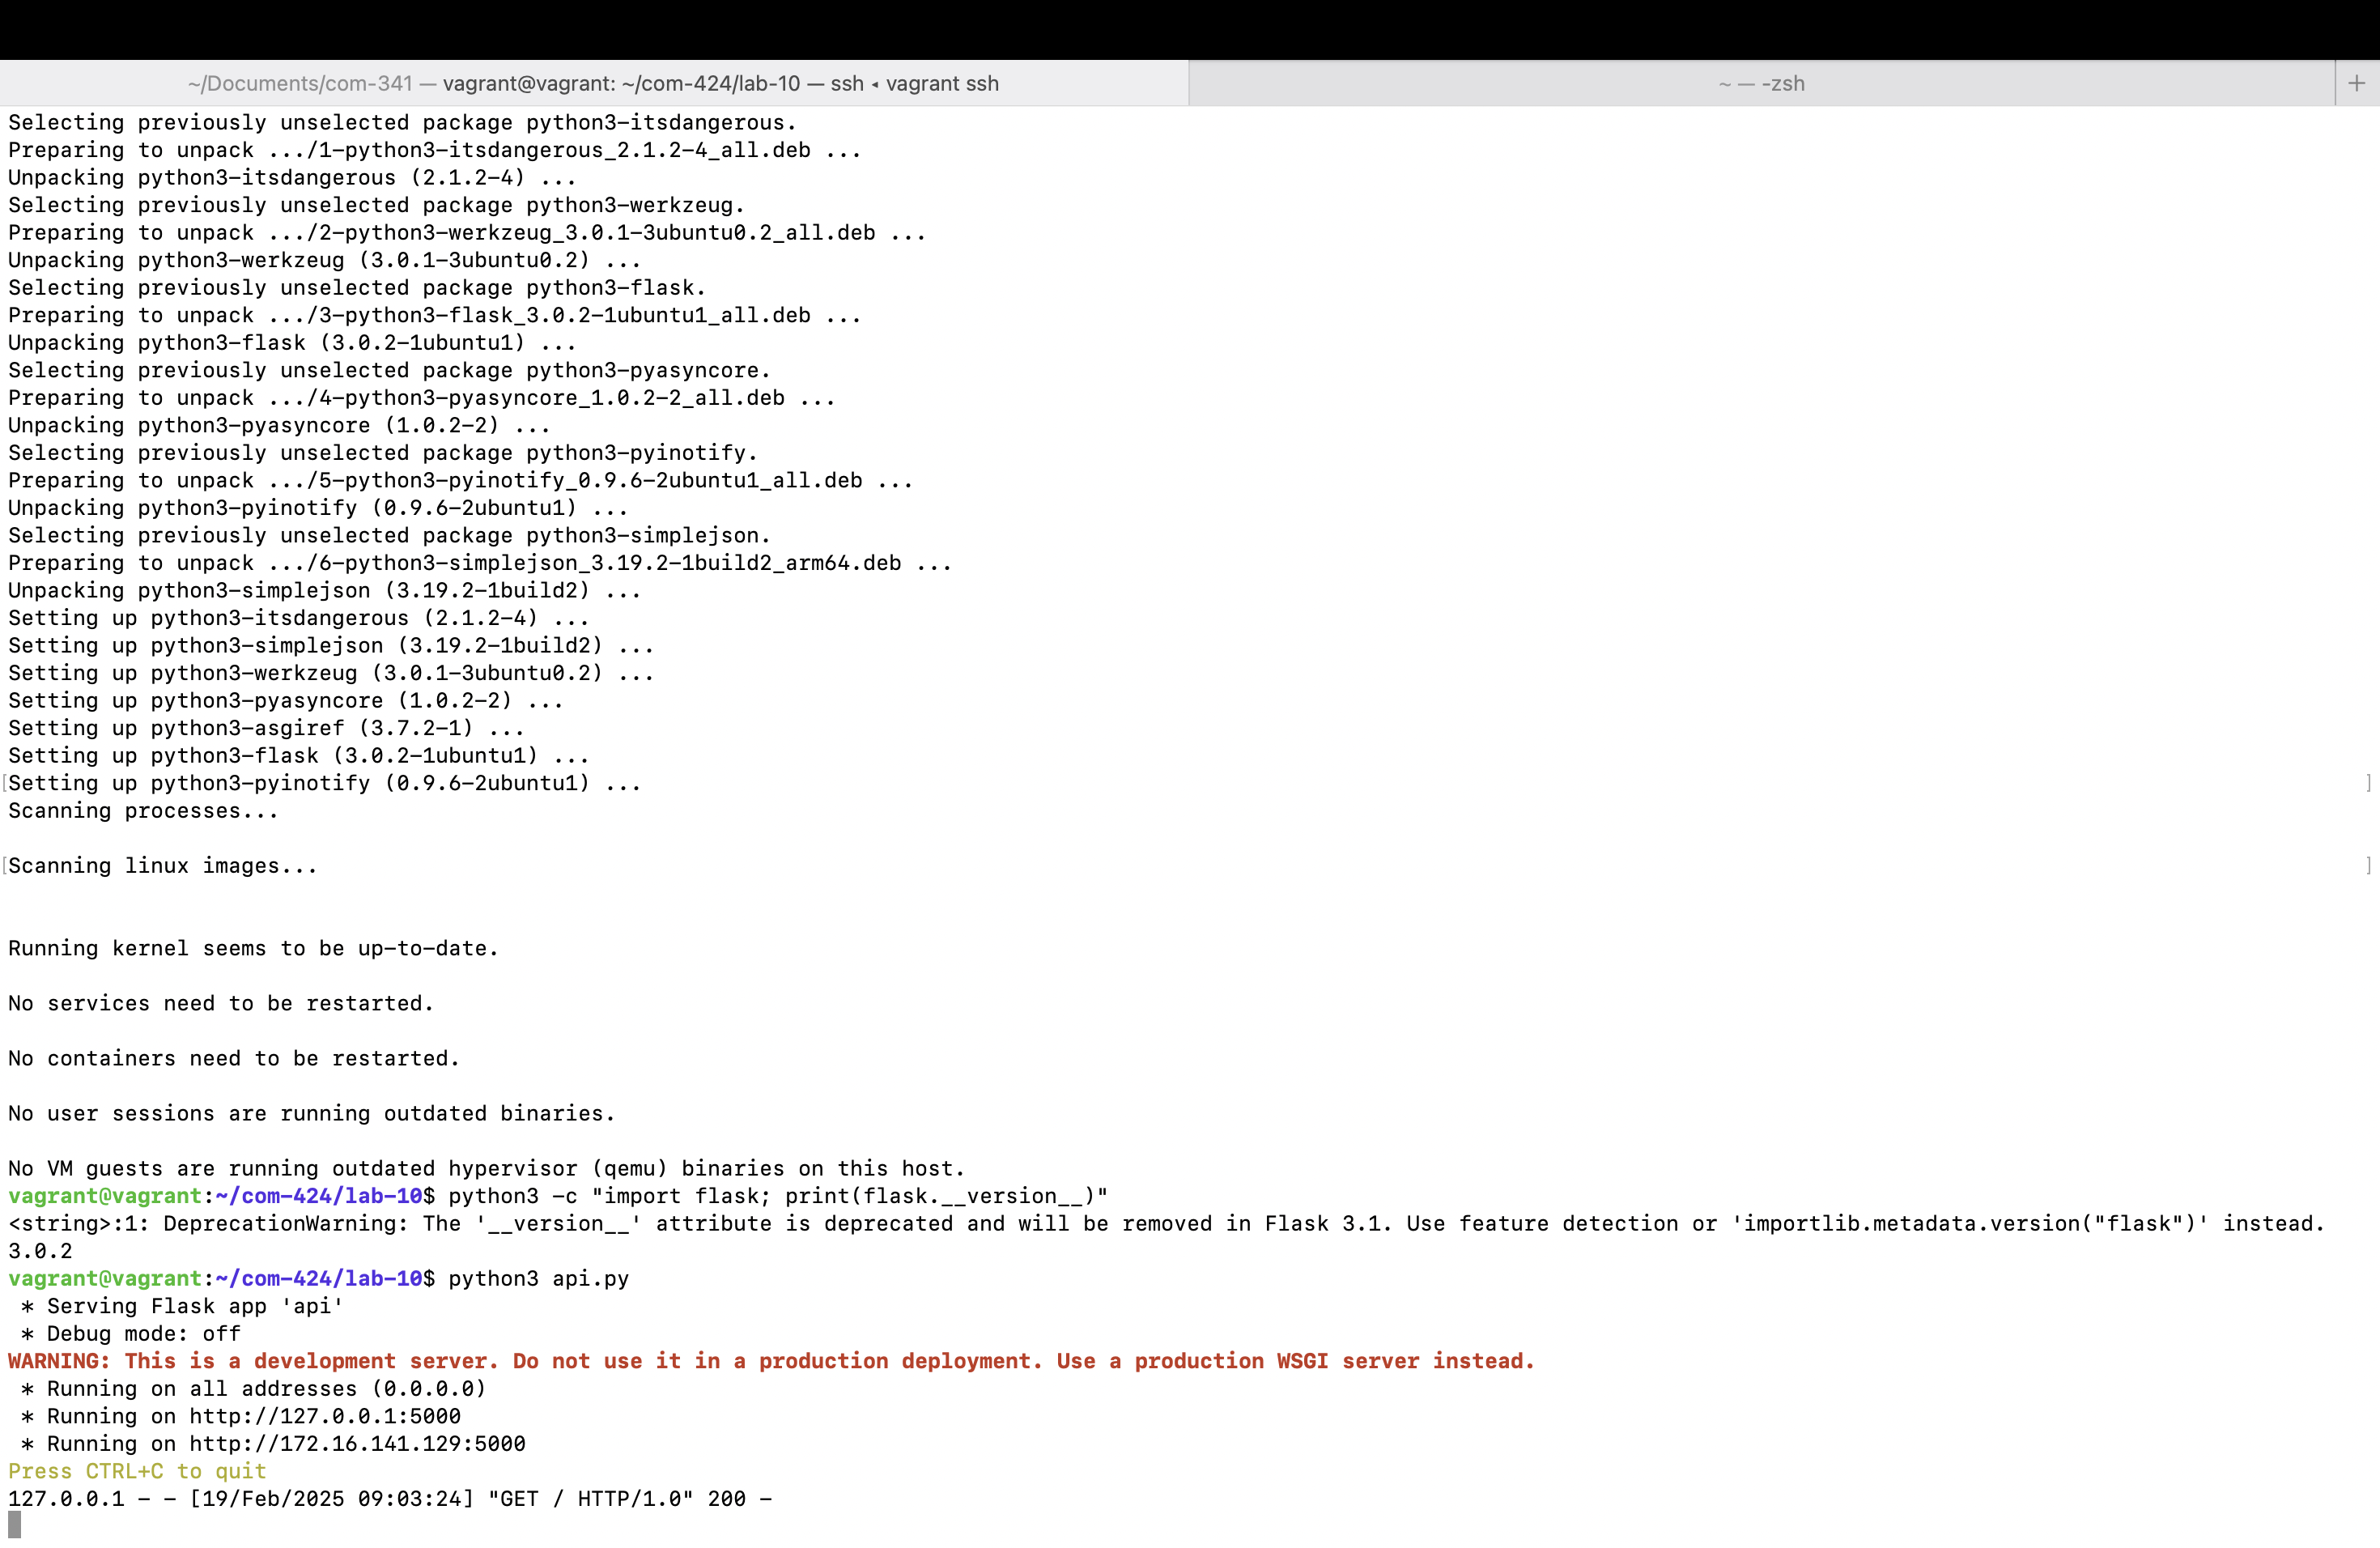 ~/Documents/com-341 — vagrant@vagrant: ~/com-424/lab-10 — ssh ◂ vagrant ssh
~ — -zsh
+
Selecting previously unselected package python3-itsdangerous.
Preparing to unpack .../1-python3-itsdangerous_2.1.2-4_all.deb ...
Unpacking python3-itsdangerous (2.1.2-4) ...
Selecting previously unselected package python3-werkzeug.
Preparing to unpack .../2-python3-werkzeug_3.0.1-3ubuntu0.2_all.deb ...
Unpacking python3-werkzeug (3.0.1-3ubuntu0.2) ...
Selecting previously unselected package python3-flask.
Preparing to unpack .../3-python3-flask_3.0.2-1ubuntu1_all.deb ...
Unpacking python3-flask (3.0.2-1ubuntu1) ...
Selecting previously unselected package python3-pyasyncore.
Preparing to unpack .../4-python3-pyasyncore_1.0.2-2_all.deb ...
Unpacking python3-pyasyncore (1.0.2-2) ...
Selecting previously unselected package python3-pyinotify.
Preparing to unpack .../5-python3-pyinotify_0.9.6-2ubuntu1_all.deb ...
Unpacking python3-pyinotify (0.9.6-2ubuntu1) ...
Selecting previously unselected package python3-simplejson.
Preparing to unpack .../6-python3-simplejson_3.19.2-1build2_arm64.deb ...
Unpacking python3-simplejson (3.19.2-1build2) ...
Setting up python3-itsdangerous (2.1.2-4) ...
Setting up python3-simplejson (3.19.2-1build2) ...
Setting up python3-werkzeug (3.0.1-3ubuntu0.2) ...
Setting up python3-pyasyncore (1.0.2-2) ...
Setting up python3-asgiref (3.7.2-1) ...
Setting up python3-flask (3.0.2-1ubuntu1) ...
[Setting up python3-pyinotify (0.9.6-2ubuntu1) ... ]
Scanning processes...
[Scanning linux images... ]
Running kernel seems to be up-to-date.
No services need to be restarted.
No containers need to be restarted.
No user sessions are running outdated binaries.
No VM guests are running outdated hypervisor (qemu) binaries on this host.
vagrant@vagrant:~/com-424/lab-10$ python3 -c "import flask; print(flask.__version__)"
<string>:1: DeprecationWarning: The '__version__' attribute is deprecated and will be removed in Flask 3.1. Use feature detection or 'importlib.metadata.version("flask")' instead.
3.0.2
vagrant@vagrant:~/com-424/lab-10$ python3 api.py
 * Serving Flask app 'api'
 * Debug mode: off
WARNING: This is a development server. Do not use it in a production deployment. Use a production WSGI server instead.
 * Running on all addresses (0.0.0.0)
 * Running on http://127.0.0.1:5000
 * Running on http://172.16.141.129:5000
Press CTRL+C to quit
127.0.0.1 - - [19/Feb/2025 09:03:24] "GET / HTTP/1.0" 200 -